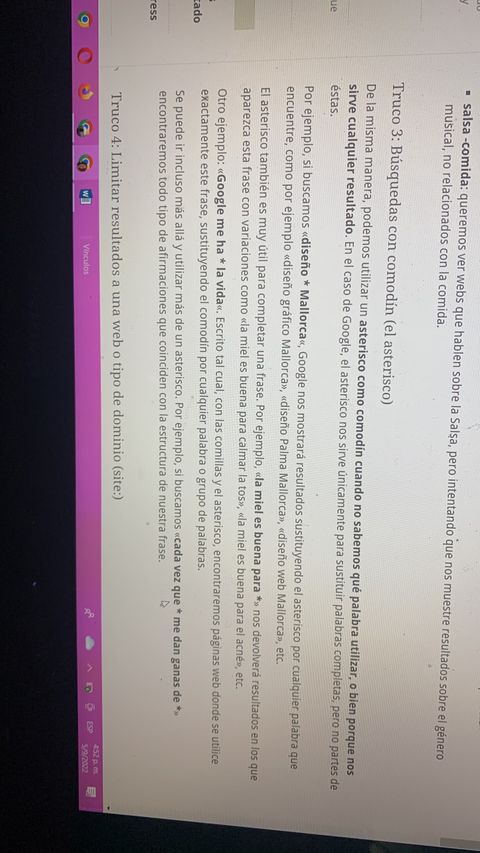 y
salsa -comida: queremos ver webs que hablen sobre la Salsa, pero intentando que nos muestre resultados sobre el género
musical, no relacionados con la comida.
Truco 3: Búsquedas con comodín (el asterisco)
De la misma manera, podemos utilizar un asterisco como comodín cuando no sabemos qué palabra utilizar, o bien porque nos
sirve cualquier resultado. En el caso de Google, el asterisco nos sirve únicamente para sustituir palabras completas, pero no partes de
éstas.
ue
Por ejemplo, si buscamos «diseño * Mallorca«, Google nos mostrará resultados sustituyendo el asterisco por cualquier palabra que
encuentre, como por ejemplo «diseño gráfico Mallorca», «diseño Palma Mallorca», «diseño web Mallorca», etc.
El asterisco también es muy útil para completar una frase. Por ejemplo, «la miel es buena para *» nos devolverá resultados en los que
aparezca esta frase con variaciones como «la miel es buena para calmar la tos», «la miel es buena para el acné», etc.
Otro ejemplo: «Google me ha * la vida«. Escrito tal cual, con las comillas y el asterisco, encontraremos páginas web donde se utilice
exactamente este frase, sustituyendo el comodín por cualquier palabra o grupo de palabras.
tado
Se puede ir incluso más allá y utilizar más de un asterisco. Por ejemplo, si buscamos «cada vez que * me dan ganas de *»
encontraremos todo tipo de afirmaciones que coinciden con la estructura de nuestra frase.
ress
Truco 4: Limitar resultados a una web o tipo de dominio (site:)
Vínculos
ESP
4:52 p. m.
5/9/2022